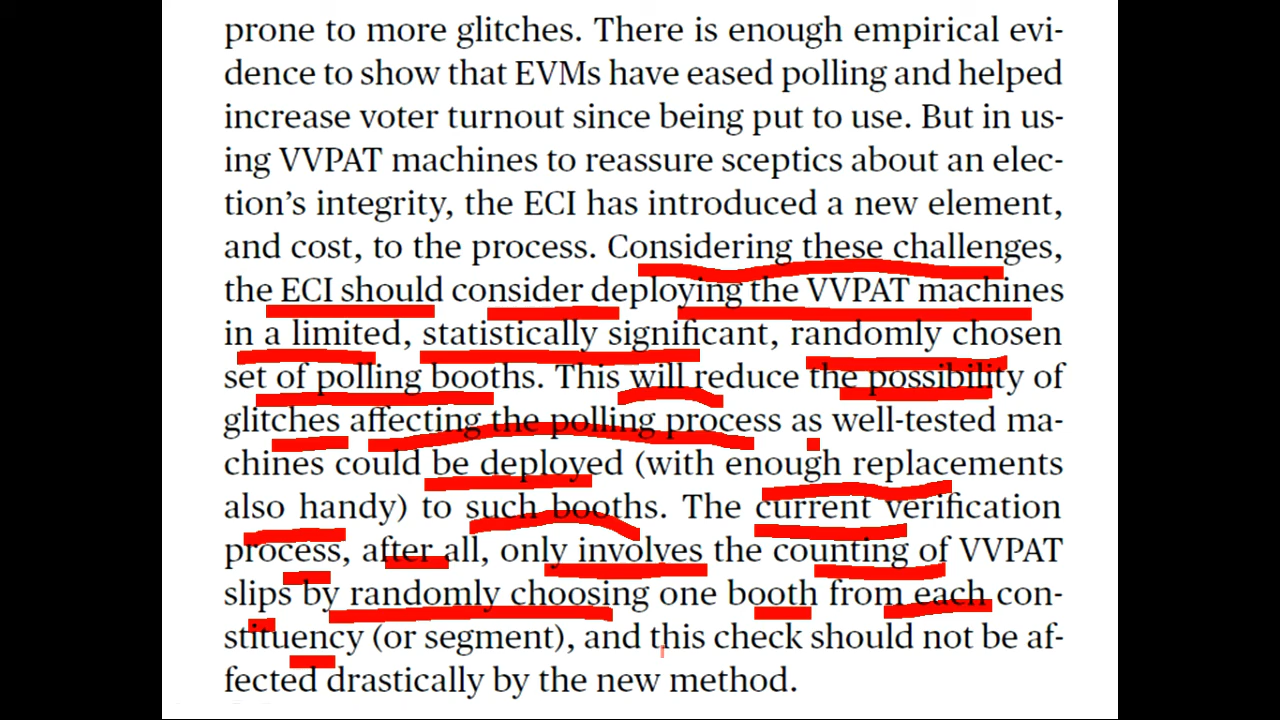 prone to more glitches. There is enough empirical evi-
dence to show that EVMs have eased polling and helped
increase voter turnout since being put to use. But in us-
ing VVPAT machines to reassure sceptics about an elec-
tion’s integrity, the ECI has introduced a new element,
and cost, to the process. Considering these challenges,
the ECI should consider deploying the VVPAT machines
in a limited, statistically significant, randomly chosen
set of polling booths. This will reduce the possibility of
glitches affecting the polling process as well-tested ma-
chines could be deployed (with enough replacements
also handy) to such booths. The current verification
process, after all, only involves the counting of VVPAT
slips by randomly choosing one booth from each con-
stituency (or segment), and this check should not be af-
fected drastically by the new method.